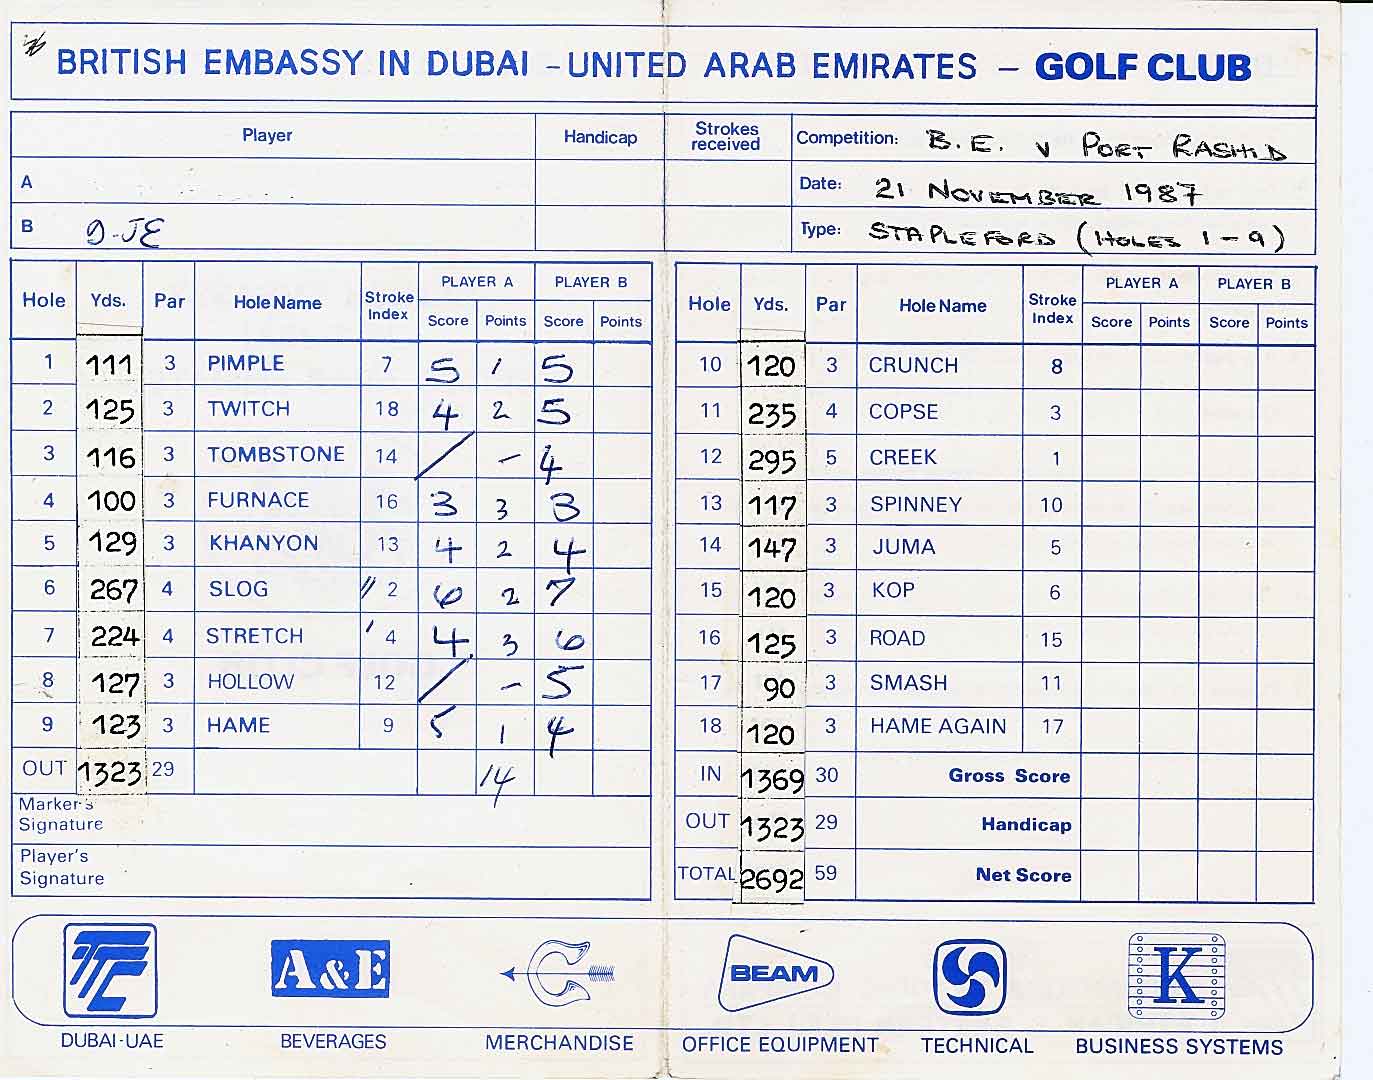 BRITISH EMBASSY IN DUBAI - UNITED ARAB EMIRATES - GOLF CLUB
Player Handicap Strokes received Competition: B.E. v PORT RASHID
A Date: 21 NOVEMBER 1987
B Type: STAPLEFORD (HOLES 1-9)
Hole Yds. Par Hole Name Stroke Index PLAYER A PLAYER B
Score Points Score Points
1 111 3 PIMPLE 7 5 1 5
2 125 3 TWITCH 18 4 2 5
3 116 3 TOMBSTONE 14 / - 4
4 100 3 FURNACE 16 3 3 3
5 129 3 KHANYON 13 4 2 4
6 267 4 SLOG // 2 6 2 7
7 224 4 STRETCH / 4 4 3 6
8 127 3 HOLLOW 12 / - 5
9 123 3 HAME 9 5 1 4
OUT 1323 29 14
Marker's Signature
Player's Signature
Hole Yds. Par Hole Name Stroke Index PLAYER A PLAYER B
Score Points Score Points
10 120 3 CRUNCH 8
11 235 4 COPSE 3
12 295 5 CREEK 1
13 117 3 SPINNEY 10
14 147 3 JUMA 5
15 120 3 KOP 6
16 125 3 ROAD 15
17 90 3 SMASH 11
18 120 3 HAME AGAIN 17
IN 1369 30 Gross Score
OUT 1323 29 Handicap
TOTAL 2692 59 Net Score
TTC A&E BEAM K
DUBAI-UAE BEVERAGES MERCHANDISE OFFICE EQUIPMENT TECHNICAL BUSINESS SYSTEMS